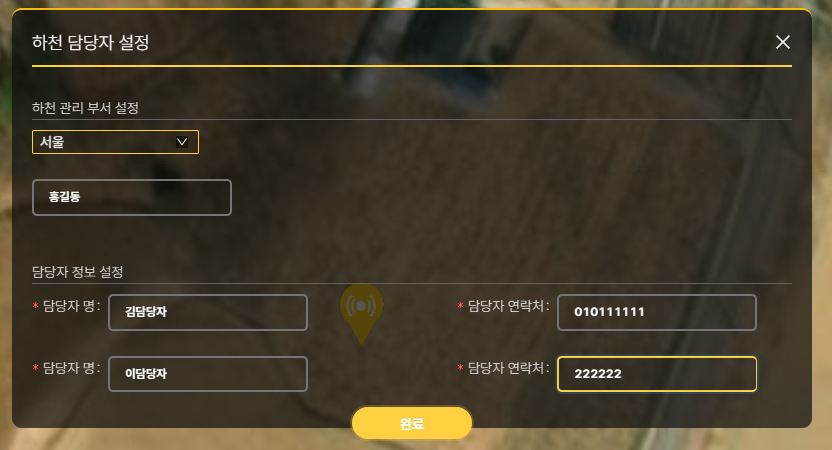 하천 담당자 설정
하천 관리 부서 설정
서울
홍길동
담당자 정보 설정
* 담당자 명: 김담당자 * 담당자 연락처: 010111111
* 담당자 명: 이담당자 * 담당자 연락처: 222222
완료